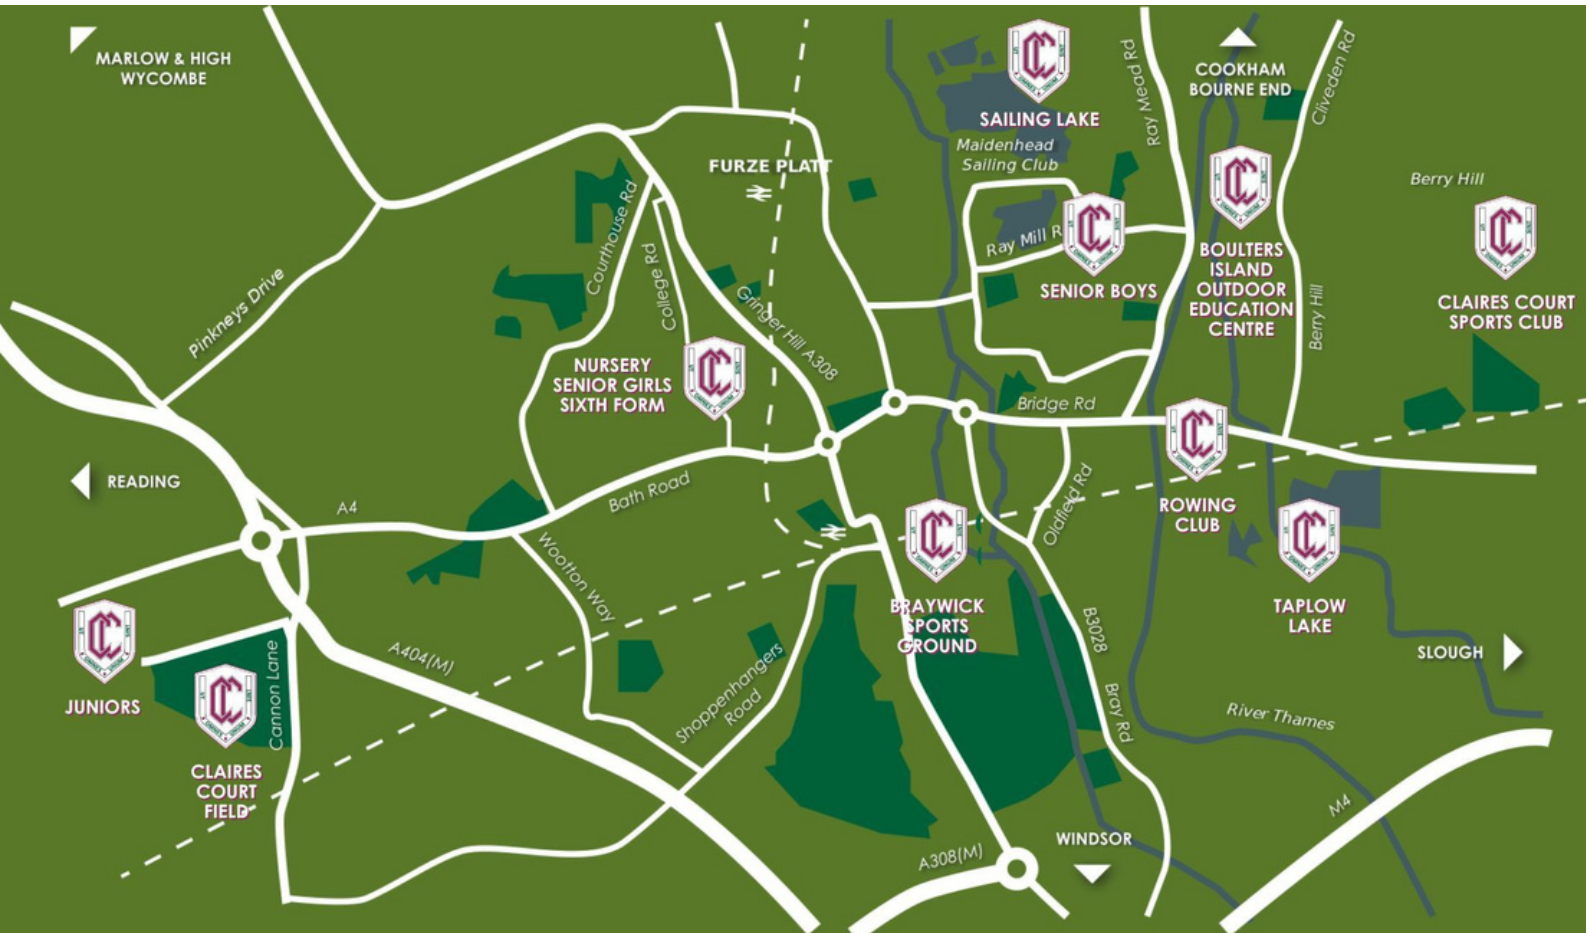 MARLOW & HIGH
WYCOMBE
SAILING LAKE
Maidenhead
Sailing Club
Ray Mead Rd
COOKHAM
BOURNE END
Cliveden Rd
FURZE PLATT
Berry Hill
Courthouse Rd
College Rd
Ray Mill R
SENIOR BOYS
BOULTERS
ISLAND
OUTDOOR
EDUCATION
CENTRE
Berry Hill
CLAIRES COURT
SPORTS CLUB
Pinkneys Drive
Gringer Hill A308
NURSERY
SENIOR GIRLS
SIXTH FORM
Bridge Rd
READING
A4
Bath Road
Oldfield Rd
ROWING
CLUB
Wootton Way
BRAYWICK
SPORTS
GROUND
TAPLOW
LAKE
B3028
SLOUGH
JUNIORS
Cannon Lane
A404(M)
Shoppenhangers
Road
Bray Rd
River Thames
CLAIRES
COURT
FIELD
M4
WINDSOR
A308(M)